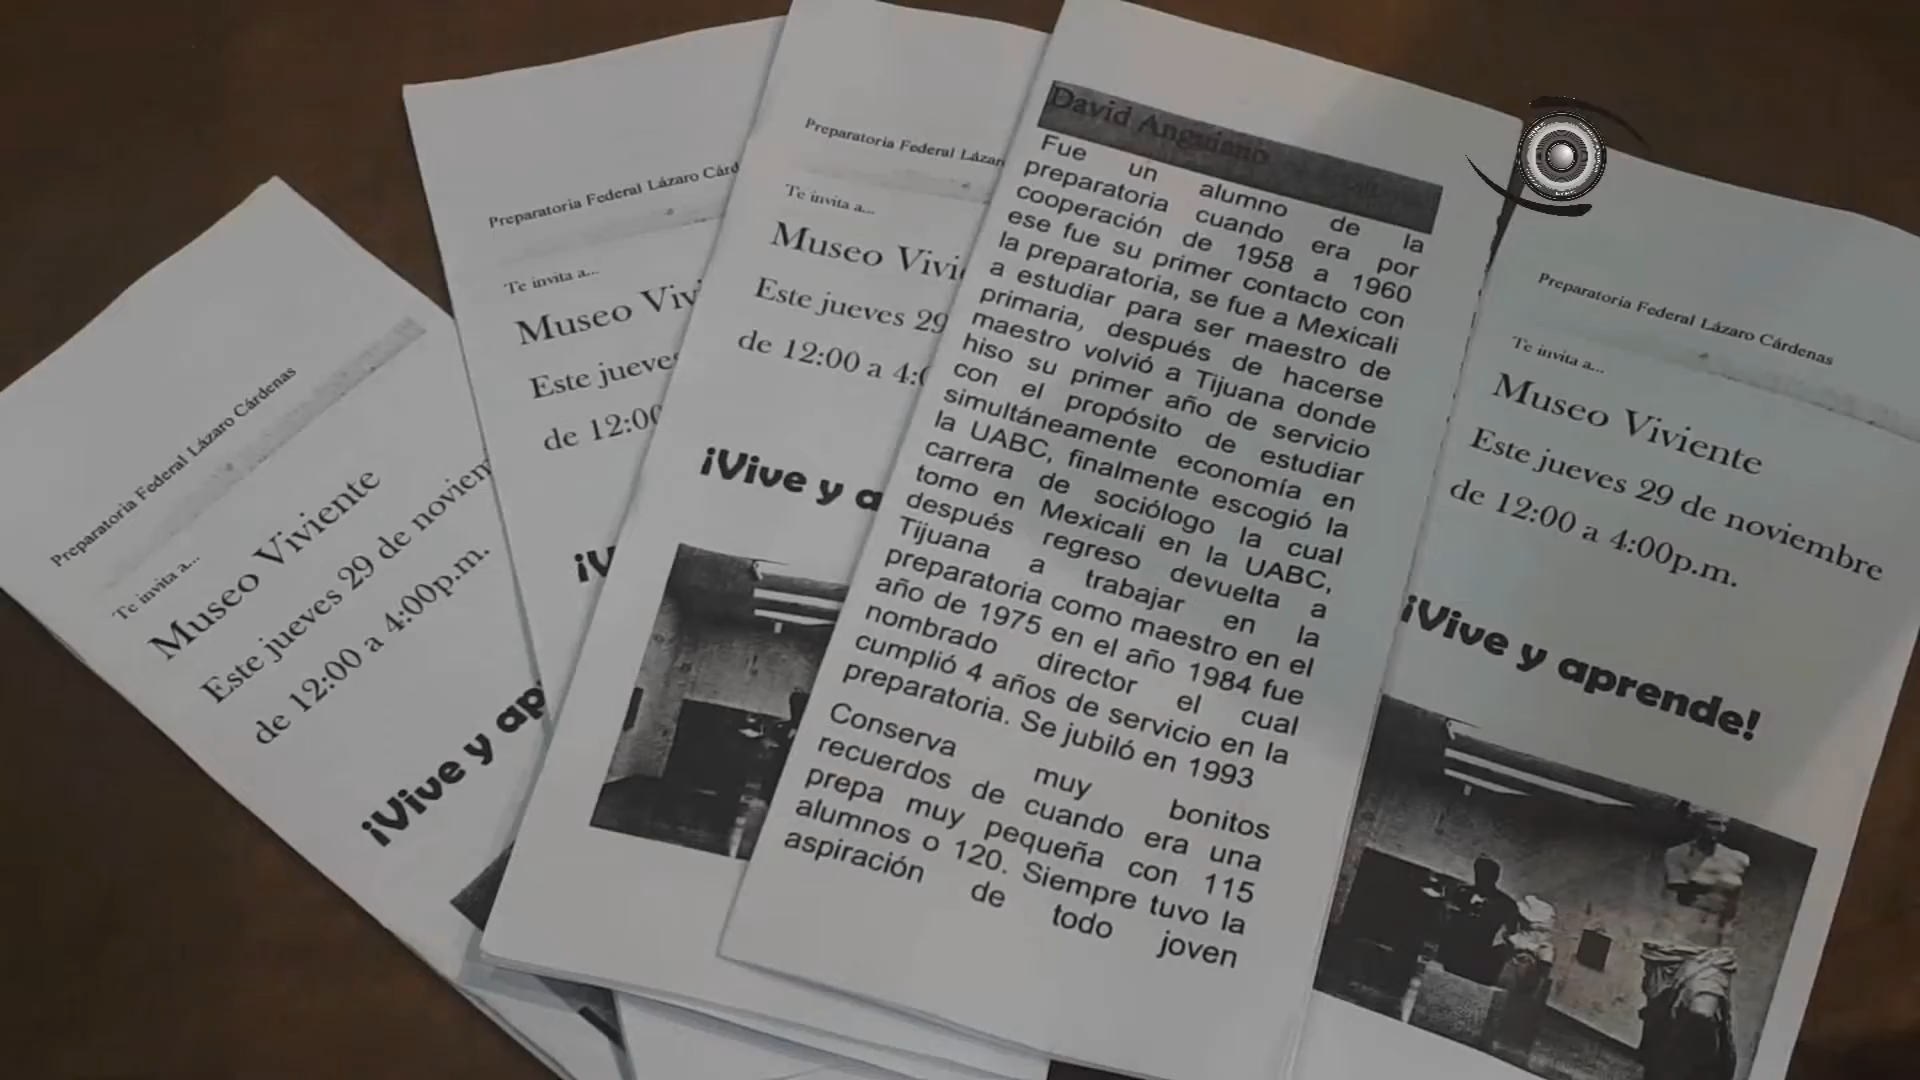 Preparatoria Federal Lázaro Cárdenas
Te invita a...
Museo Viviente
Este jueves 29 de noviem
de 12:00 a 4:00p.m.
¡Vive y ap
Preparatoria Federal Lázaro Cárd
Te invita a...
Museo Viv
Este jueve
de 12:00
¡V
Preparatoria Federal Lázar
Te invita a...
Museo Vivi
Este jueves 29
de 12:00 a 4:0
¡Vive y a
David Anguiano
Fue un alumno de la
preparatoria cuando era por
cooperación de 1958 a 1960
ese fue su primer contacto con
la preparatoria, se fue a Mexicali
a estudiar para ser maestro de
primaria, después de hacerse
maestro volvió a Tijuana donde
hiso su primer año de servicio
con el propósito de estudiar
simultáneamente economía en
la UABC, finalmente escogió la
carrera de sociólogo la cual
tomo en Mexicali en la UABC,
después regreso devuelta a
Tijuana a trabajar en la
preparatoria como maestro en el
año de 1975 en el año 1984 fue
nombrado director el cual
cumplió 4 años de servicio en la
preparatoria. Se jubiló en 1993
Conserva muy bonitos
recuerdos de cuando era una
prepa muy pequeña con 115
alumnos o 120. Siempre tuvo la
aspiración de todo joven
Preparatoria Federal Lázaro Cárdenas
Te invita a...
Museo Viviente
Este jueves 29 de noviembre
de 12:00 a 4:00p.m.
¡Vive y aprende!